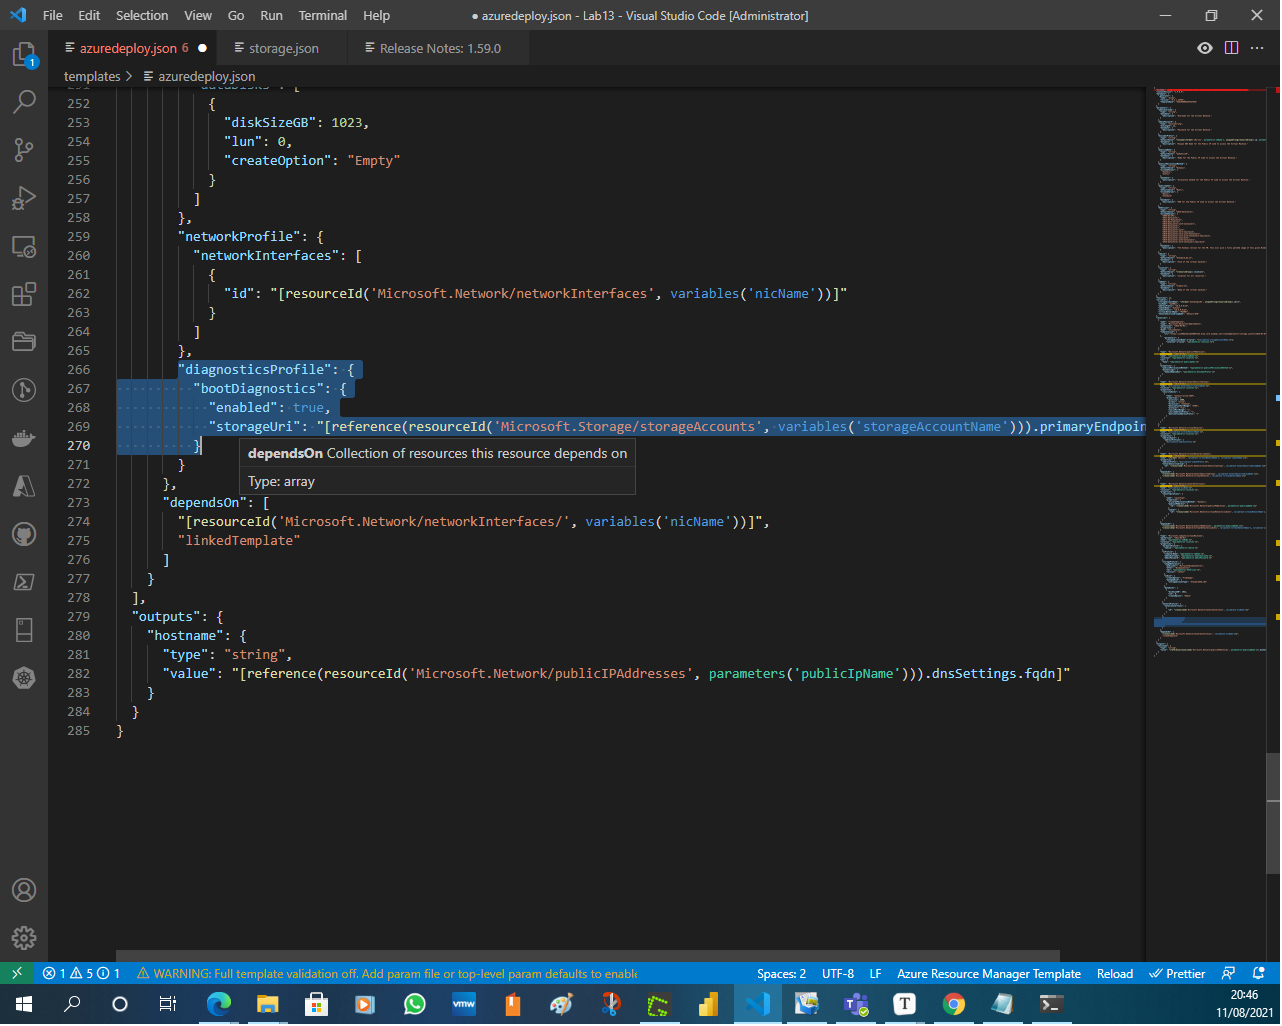 File Edit Selection View Go Run Terminal Help ● azuredeploy.json - Lab13 - Visual Studio Code [Administrator]
azuredeploy.json 6 storage.json Release Notes: 1.59.0
templates > azuredeploy.json
252 {
253 "diskSizeGB": 1023,
254 "lun": 0,
255 "createOption": "Empty"
256 }
257 ]
258 },
259 "networkProfile": {
260 "networkInterfaces": [
261 {
262 "id": "[resourceId('Microsoft.Network/networkInterfaces', variables('nicName'))]"
263 }
264 ]
265 },
266 "diagnosticsProfile": {
267 "bootDiagnostics": {
268 "enabled": true,
269 "storageUri": "[reference(resourceId('Microsoft.Storage/storageAccounts', variables('storageAccountName'))).primaryEndpoin
270 }
dependsOn Collection of resources this resource depends on
Type: array
271 }
272 },
273 "dependsOn": [
274 "[resourceId('Microsoft.Network/networkInterfaces/', variables('nicName'))]",
275 "linkedTemplate"
276 ]
277 }
278 ],
279 "outputs": {
280 "hostname": {
281 "type": "string",
282 "value": "[reference(resourceId('Microsoft.Network/publicIPAddresses', parameters('publicIpName'))).dnsSettings.fqdn]"
283 }
284 }
285 }
1 5 1 WARNING: Full template validation off. Add param file or top-level param defaults to enable Spaces: 2 UTF-8 LF Azure Resource Manager Template Reload Prettier
vmw T
20:46
11/08/2021